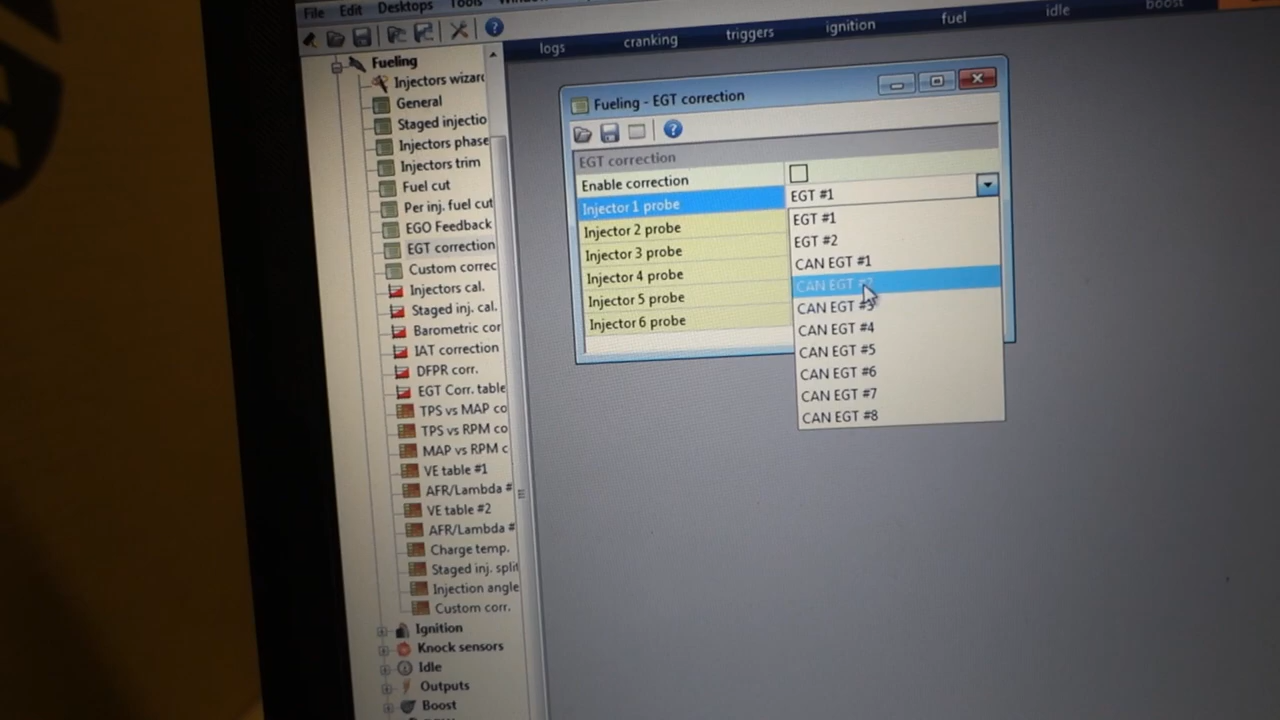 File Edit Desktops Tools
logs cranking triggers ignition fuel idle boost
Fueling
Injectors wizard
General
Staged injectio
Injectors phase
Injectors trim
Fuel cut
Per inj. fuel cut
EGO Feedback
EGT correction
Custom correc
Injectors cal.
Staged inj. cal.
Barometric cor
IAT correction
DFPR corr.
EGT Corr. table
TPS vs MAP co
TPS vs RPM co
MAP vs RPM c
VE table #1
AFR/Lambda #
VE table #2
AFR/Lambda #
Charge temp.
Staged inj. split
Injection angle
Custom corr.
Ignition
Knock sensors
Idle
Outputs
Boost
Fueling - EGT correction
EGT correction
Enable correction
Injector 1 probe EGT #1
Injector 2 probe
Injector 3 probe
Injector 4 probe
Injector 5 probe
Injector 6 probe
EGT #1
EGT #2
CAN EGT #1
CAN EGT #2
CAN EGT #3
CAN EGT #4
CAN EGT #5
CAN EGT #6
CAN EGT #7
CAN EGT #8